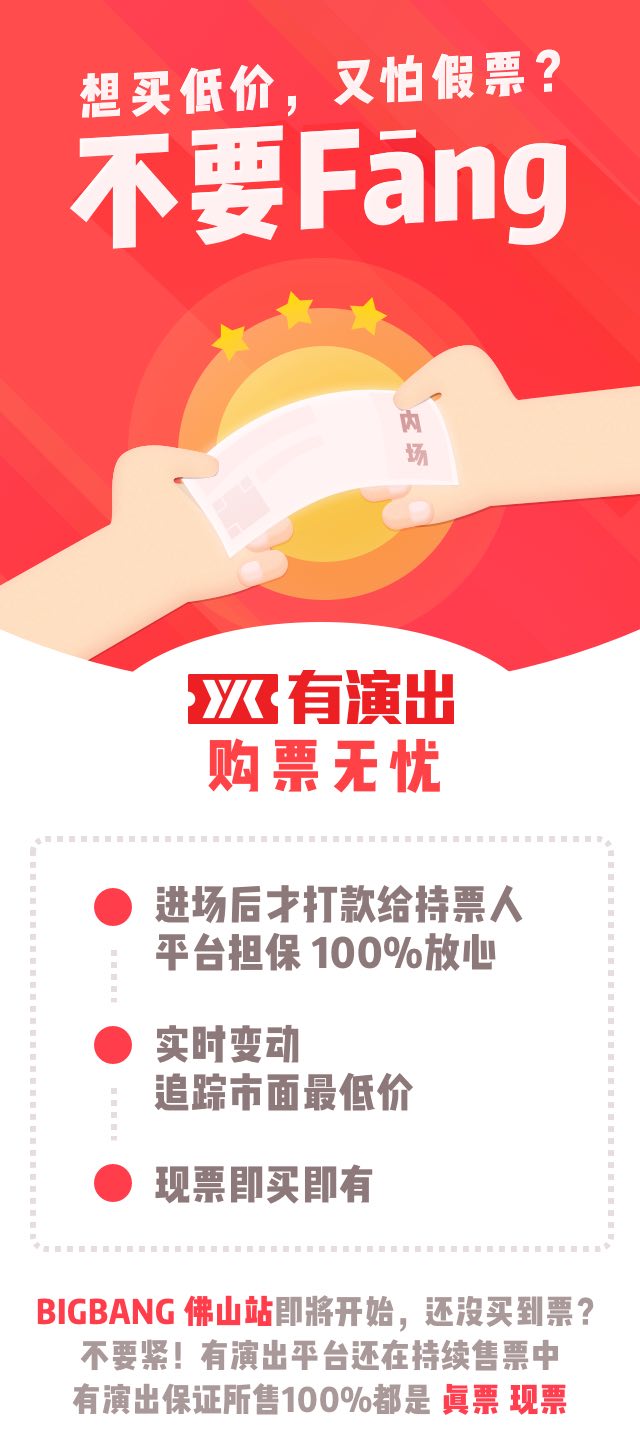 想买低价，又怕假票？
不要Fāng
内
场
有演出
购票无忧
进场后才打款给持票人
平台担保 100%放心
实时变动
追踪市面最低价
现票即买即有
BIGBANG 佛山站即將开始，还没买到票？
不要紧！有演出平台还在持续售票中
有演出保证所售100%都是 眞票 现票